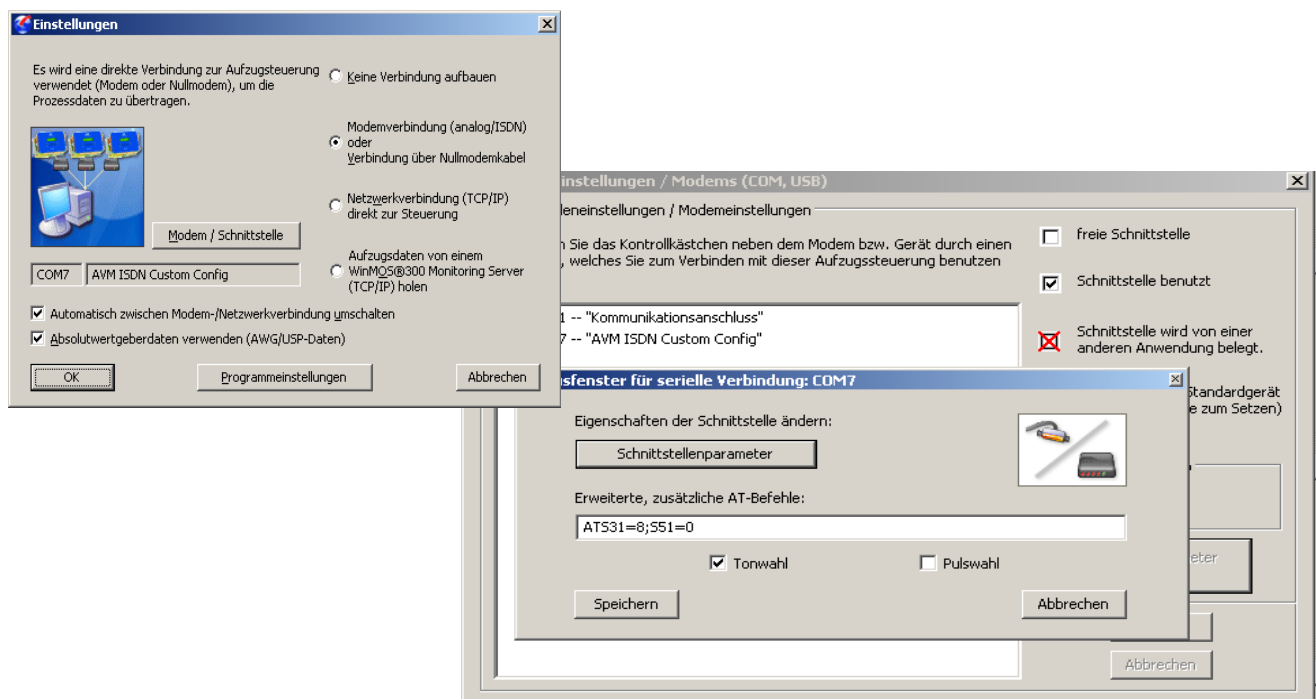 Einstellungen
Es wird eine direkte Verbindung zur Aufzugsteuerung
verwendet (Modem oder Nullmodem), um die
Prozessdaten zu übertragen.
Keine Verbindung aufbauen
Modemverbindung (analog/ISDN)
oder
Verbindung über Nullmodemkabel
Netzwerkverbindung (TCP/IP)
direkt zur Steuerung
Modem / Schnittstelle
Aufzugsdaten von einem
WinMOS®300 Monitoring Server
(TCP/IP) holen
COM7 AVM ISDN Custom Config
Automatisch zwischen Modem-/Netzwerkverbindung umschalten
Absolutwertgeberdaten verwenden (AWG/USP-Daten)
OK
Programmeinstellungen
Abbrechen
instellungen / Modems (COM, USB)
leneinstellungen / Modemeinstellungen
n Sie das Kontrollkästchen neben dem Modem bzw. Gerät durch einen
, welches Sie zum Verbinden mit dieser Aufzugssteuerung benutzen
freie Schnittstelle
Schnittstelle benutzt
Schnittstelle wird von einer
anderen Anwendung belegt.
1 -- "Kommunikationsanschluss"
7 -- "AVM ISDN Custom Config"
Standardgerät
e zum Setzen)
usfenster für serielle Verbindung: COM7
Eigenschaften der Schnittstelle ändern:
Schnittstellenparameter
Erweiterte, zusätzliche AT-Befehle:
ATS31=8;S51=0
Tonwahl
Pulswahl
Speichern
Abbrechen
eter
Abbrechen